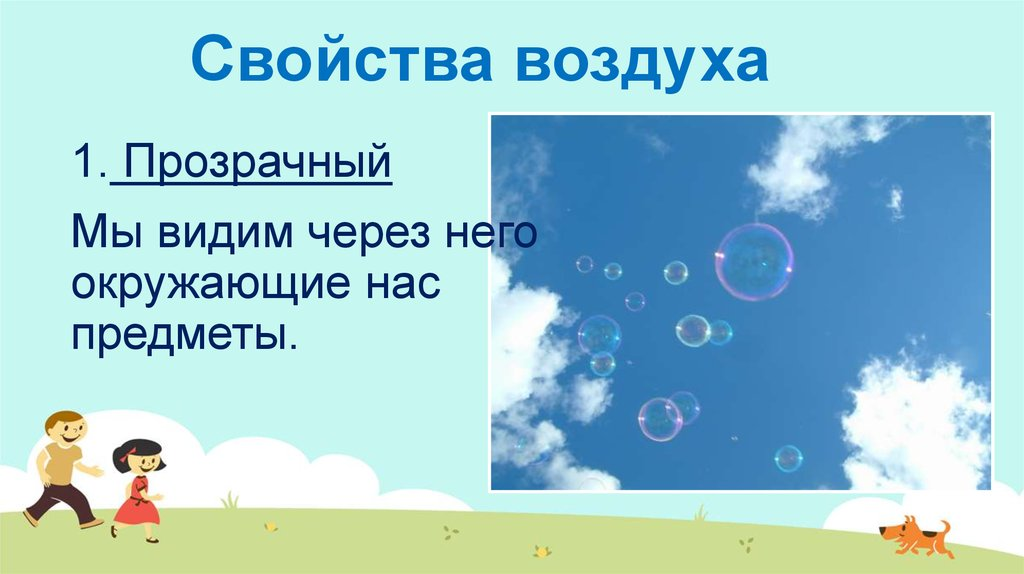 Свойства воздуха
1. Прозрачный
Мы видим через него
окружающие нас
предметы.